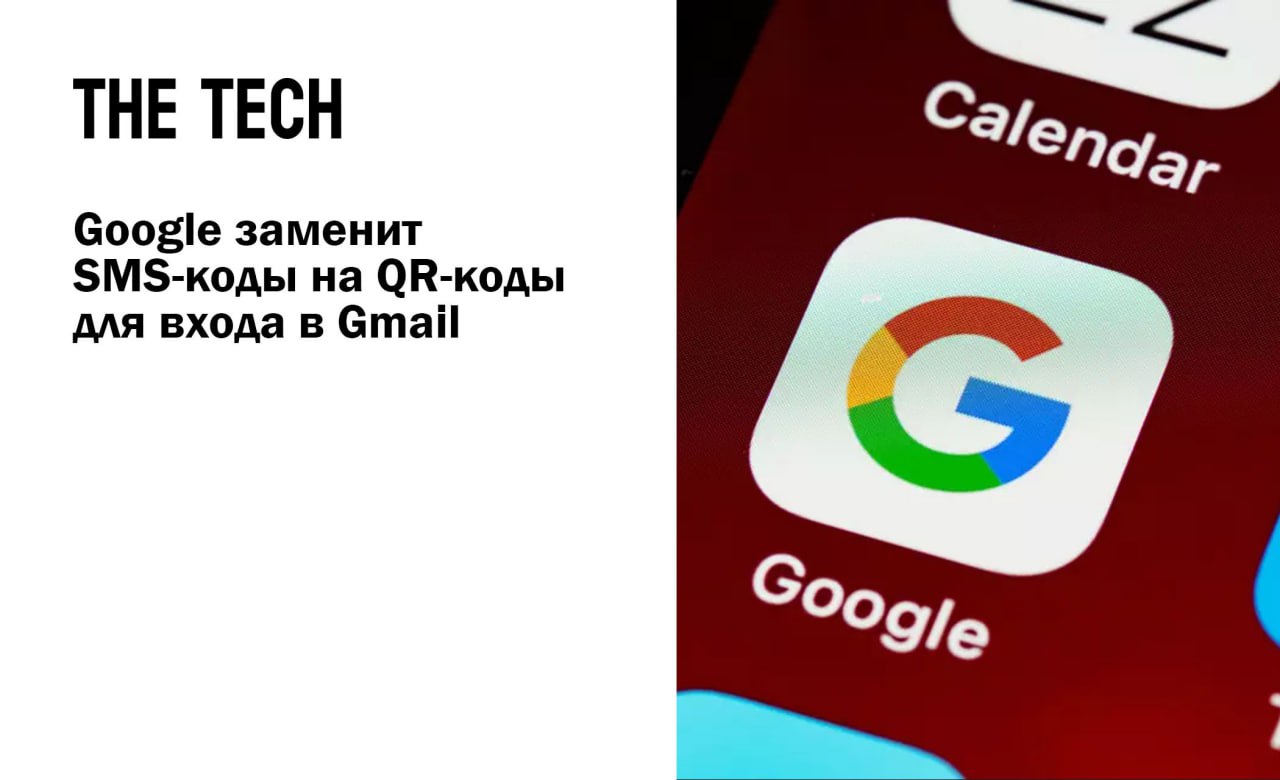 THE TECH
Google заменит
SMS-коды на QR-коды
для входа в Gmail
Calendar
Google